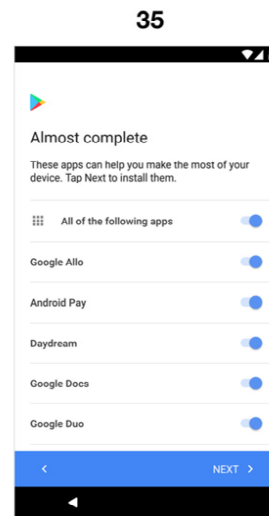 35
Almost complete
These apps can help you make the most of your
device. Tap Next to install them.
All of the following apps
Google Allo
Android Pay
Daydream
Google Docs
Google Duo
NEXT